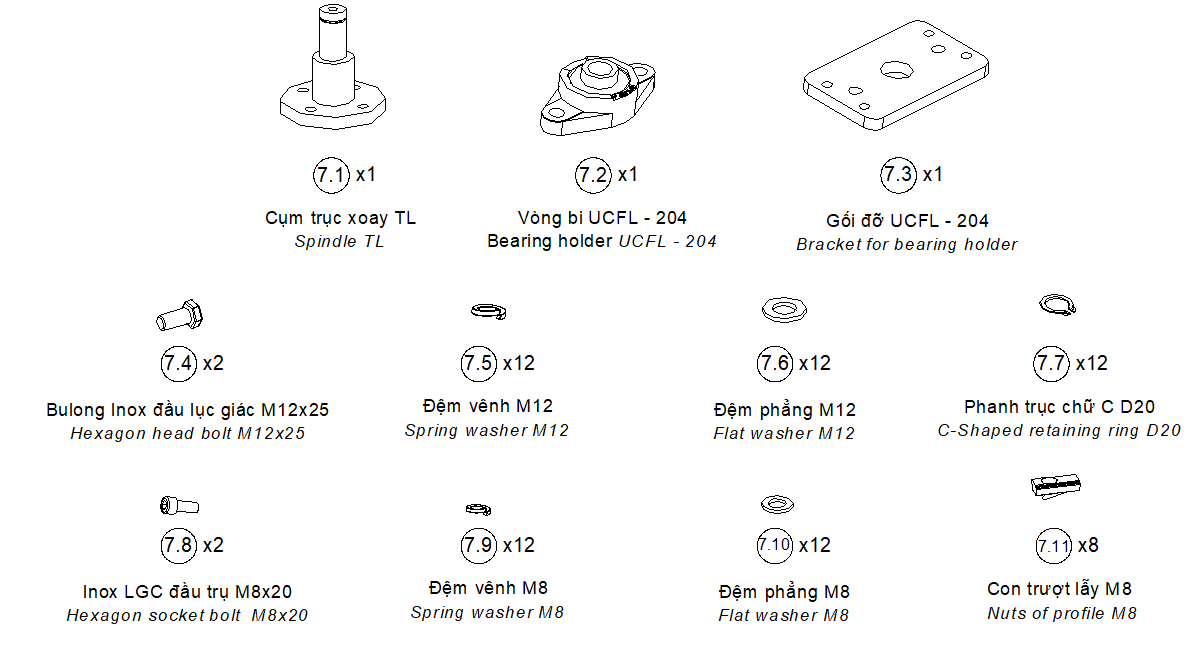 7.1 x1
7.2 x1
7.3 x1
Cụm trục xoay TL
Spindle TL
Vòng bi UCFL - 204
Bearing holder UCFL - 204
Gối đỡ UCFL - 204
Bracket for bearing holder
7.4 x2
7.5 x12
7.6 x12
7.7 x12
Bulong Inox đầu lục giác M12x25
Hexagon head bolt M12x25
Đệm vênh M12
Spring washer M12
Đệm phẳng M12
Flat washer M12
Phanh trục chữ C D20
C-Shaped retaining ring D20
7.8 x2
7.9 x12
7.10 x12
7.11 x8
Inox LGC đầu trụ M8x20
Hexagon socket bolt M8x20
Đệm vênh M8
Spring washer M8
Đệm phẳng M8
Flat washer M8
Con trượt lẫy M8
Nuts of profile M8